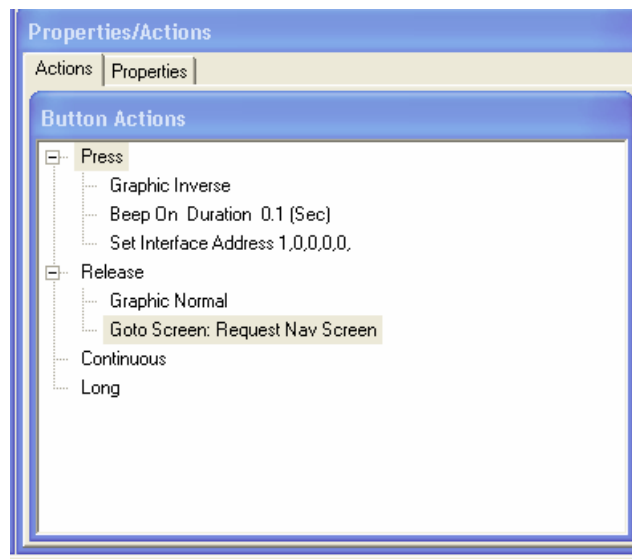 Properties/Actions
Actions Properties
Button Actions
Press
Graphic Inverse
Beep On Duration 0.1 (Sec)
Set Interface Address 1,0,0,0,0,
Release
Graphic Normal
Goto Screen: Request Nav Screen
Continuous
Long